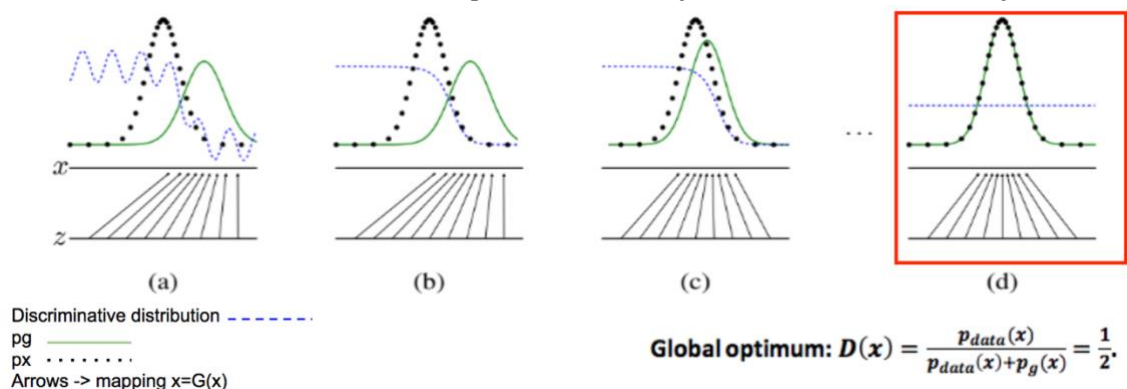 x
z
. . .
(a) (b) (c) (d)
Discriminative distribution
pg
px
Arrows -> mapping x=G(x)
Global optimum: D(x) = p_data(x) / (p_data(x)+p_g(x)) = 1/2.